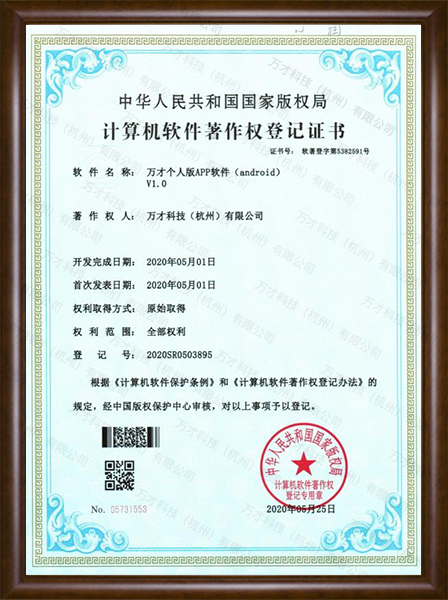 中华人民共和国国家版权局
计算机软件著作权登记证书
证书号： 软著登字第5382591号
软件名称： 万才个人版APP软件（android）
V1.0
著作权人： 万才科技（杭州）有限公司
开发完成日期： 2020年05月01日
首次发表日期： 2020年05月01日
权利取得方式： 原始取得
权利范围： 全部权利
登记号： 2020SR0503895
根据《计算机软件保护条例》和《计算机软件著作权登记办法》的
规定，经中国版权保护中心审核，对以上事项予以登记。
中华人民共和国国家版权局
计算机软件著作权
登记专用章
No. 05731553
2020年05月25日
万才科技（杭州）有限公司